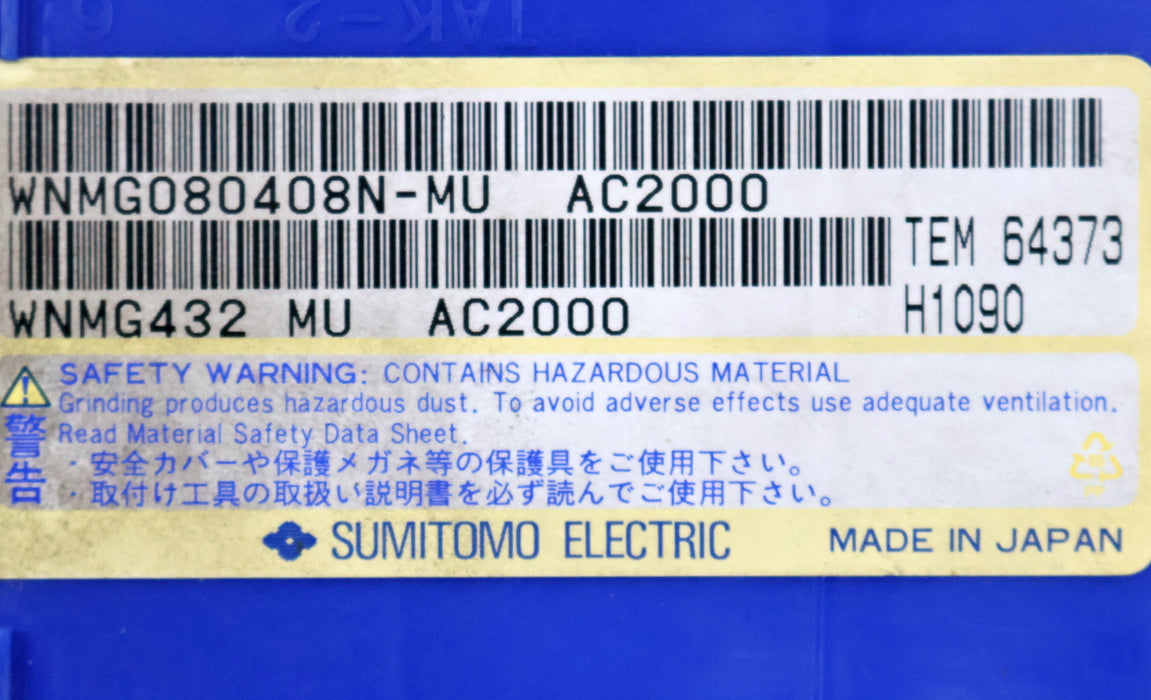 WNMG080408N-MU AC2000
TEM 64373
WNMG432 MU AC2000
H1090
SAFETY WARNING: CONTAINS HAZARDOUS MATERIAL
Grinding produces hazardous dust. To avoid adverse effects use adequate ventilation.
Read Material Safety Data Sheet.
警告
・安全カバーや保護メガネ等の保護具をご使用下さい。
・取付け工具の取扱い説明書を必ず読んでご使用下さい。
SUMITOMO ELECTRIC
MADE IN JAPAN